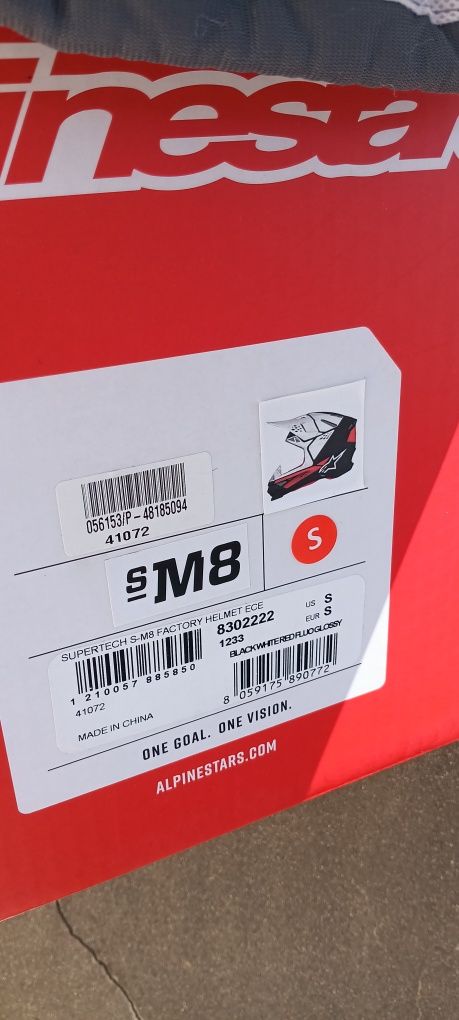 inesta
056153/P - 48185094
41072
SM8
S
SUPERTECH S-M8 FACTORY HELMET ECE
8302222
US S
1233
EUR S
BLACK WHITE RED FLUO GLOSSY
1 210057 885850
41072
8 059175 890772
MADE IN CHINA
ONE GOAL. ONE VISION.
ALPINESTARS.COM